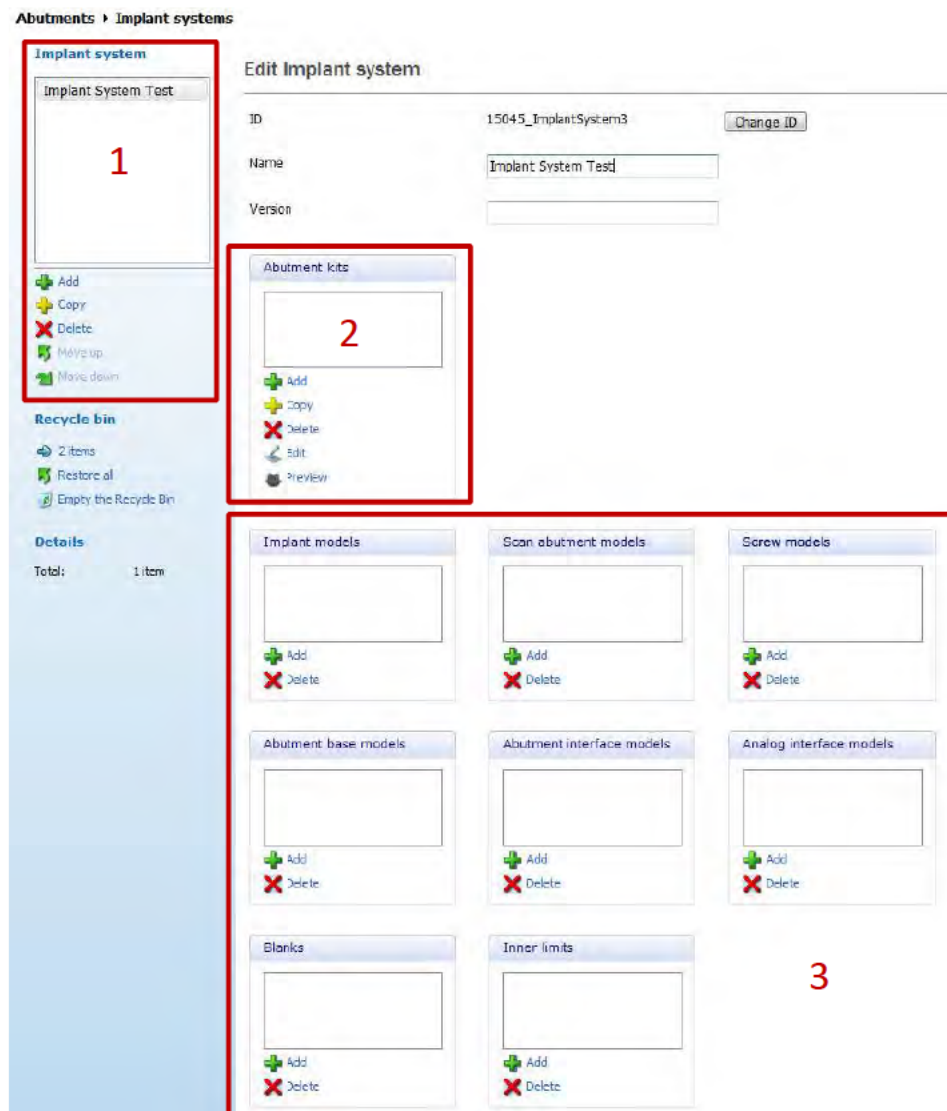 Abutments ▸ Implant systems
Implant system
Implant System Test
1
Add
Copy
Delete
Move up
Move down
Recycle bin
2 items
Restore al
Empty the Recycle Bin
Details
Total: 1 item
Edit Implant system
ID 15045_ImplantSystem3 Change ID
Name Implant System Test
Version
Abutment kits
2
Add
Copy
Delete
Edit
Preview
Implant models Scan abutment models Screw models
Add Add Add
Delete Delete Delete
Abutment base models Abutment interface models Analog interface models
Add Add Add
Delete Delete Delete
Blanks Inner limits
3
Add Add
Delete Delete